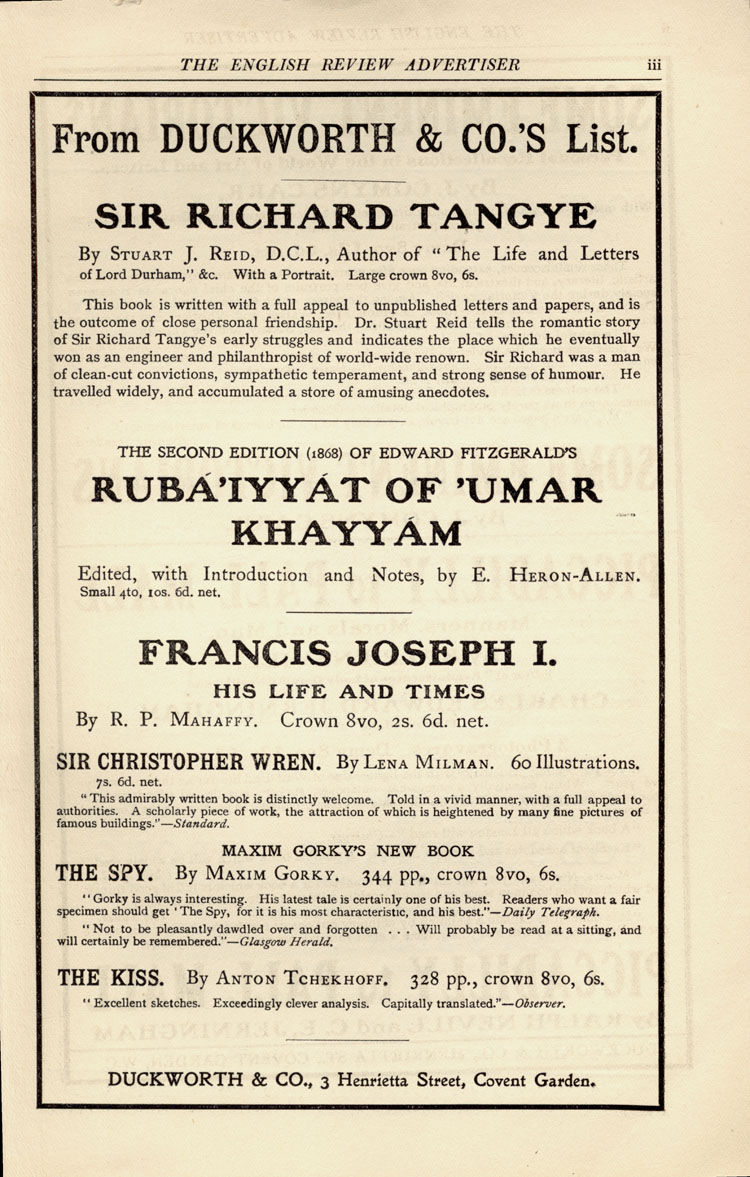 THE ENGLISH REVIEW ADVERTISER iii
From DUCKWORTH & CO.'S List.
SIR RICHARD TANGYE
By STUART J. REID, D.C.L., Author of "The Life and Letters
of Lord Durham," &c. With a Portrait. Large crown 8vo, 6s.
This book is written with a full appeal to unpublished letters and papers, and is
the outcome of close personal friendship. Dr. Stuart Reid tells the romantic story
of Sir Richard Tangye's early struggles and indicates the place which he eventually
won as an engineer and philanthropist of world-wide renown. Sir Richard was a man
of clean-cut convictions, sympathetic temperament, and strong sense of humour. He
travelled widely, and accumulated a store of amusing anecdotes.
THE SECOND EDITION (1868) OF EDWARD FITZGERALD'S
RUBÁ'IYYÁT OF 'UMAR
KHAYYÁM
Edited, with Introduction and Notes, by E. HERON-ALLEN.
Small 4to, 10s. 6d. net.
FRANCIS JOSEPH I.
HIS LIFE AND TIMES
By R. P. MAHAFFY. Crown 8vo, 2s. 6d. net.
SIR CHRISTOPHER WREN. By LENA MILMAN. 60 Illustrations.
7s. 6d. net.
"This admirably written book is distinctly welcome. Told in a vivid manner, with a full appeal to
authorities. A scholarly piece of work, the attraction of which is heightened by many fine pictures of
famous buildings."—Standard.
MAXIM GORKY'S NEW BOOK
THE SPY. By MAXIM GORKY. 344 pp., crown 8vo, 6s.
"Gorky is always interesting. His latest tale is certainly one of his best. Readers who want a fair
specimen should get 'The Spy, for it is his most characteristic, and his best."—Daily Telegraph.
"Not to be pleasantly dawdled over and forgotten . . . Will probably be read at a sitting, and
will certainly be remembered."—Glasgow Herald.
THE KISS. By ANTON TCHEKHOFF. 328 pp., crown 8vo, 6s.
"Excellent sketches. Exceedingly clever analysis. Capitally translated."—Observer.
DUCKWORTH & CO., 3 Henrietta Street, Covent Garden.